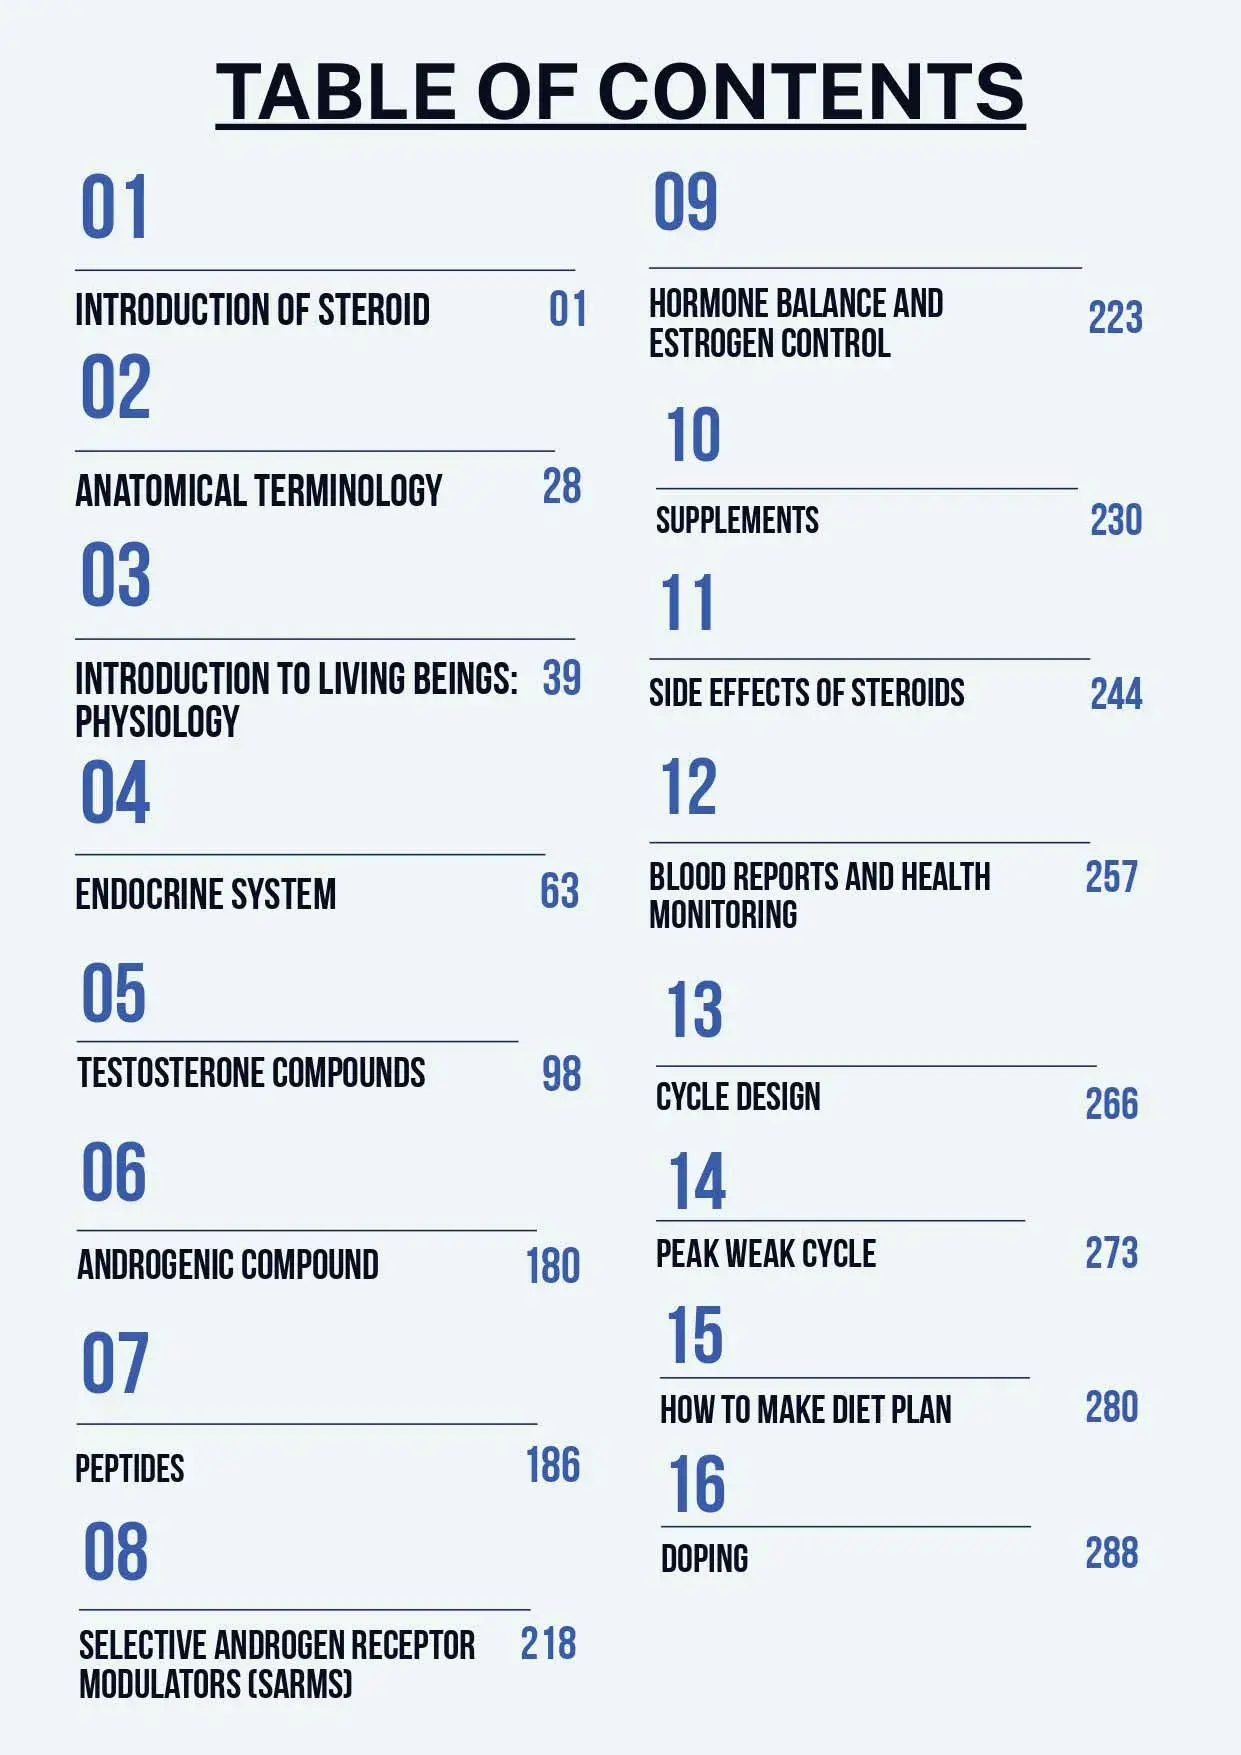 TABLE OF CONTENTS
01
INTRODUCTION OF STEROID 01
02
ANATOMICAL TERMINOLOGY 28
03
INTRODUCTION TO LIVING BEINGS: 39
PHYSIOLOGY
04
ENDOCRINE SYSTEM 63
05
TESTOSTERONE COMPOUNDS 98
06
ANDROGENIC COMPOUND 180
07
PEPTIDES 186
08
SELECTIVE ANDROGEN RECEPTOR 218
MODULATORS (SARMS)
09
HORMONE BALANCE AND 223
ESTROGEN CONTROL
10
SUPPLEMENTS 230
11
SIDE EFFECTS OF STEROIDS 244
12
BLOOD REPORTS AND HEALTH 257
MONITORING
13
CYCLE DESIGN 266
14
PEAK WEAK CYCLE 273
15
HOW TO MAKE DIET PLAN 280
16
DOPING 288